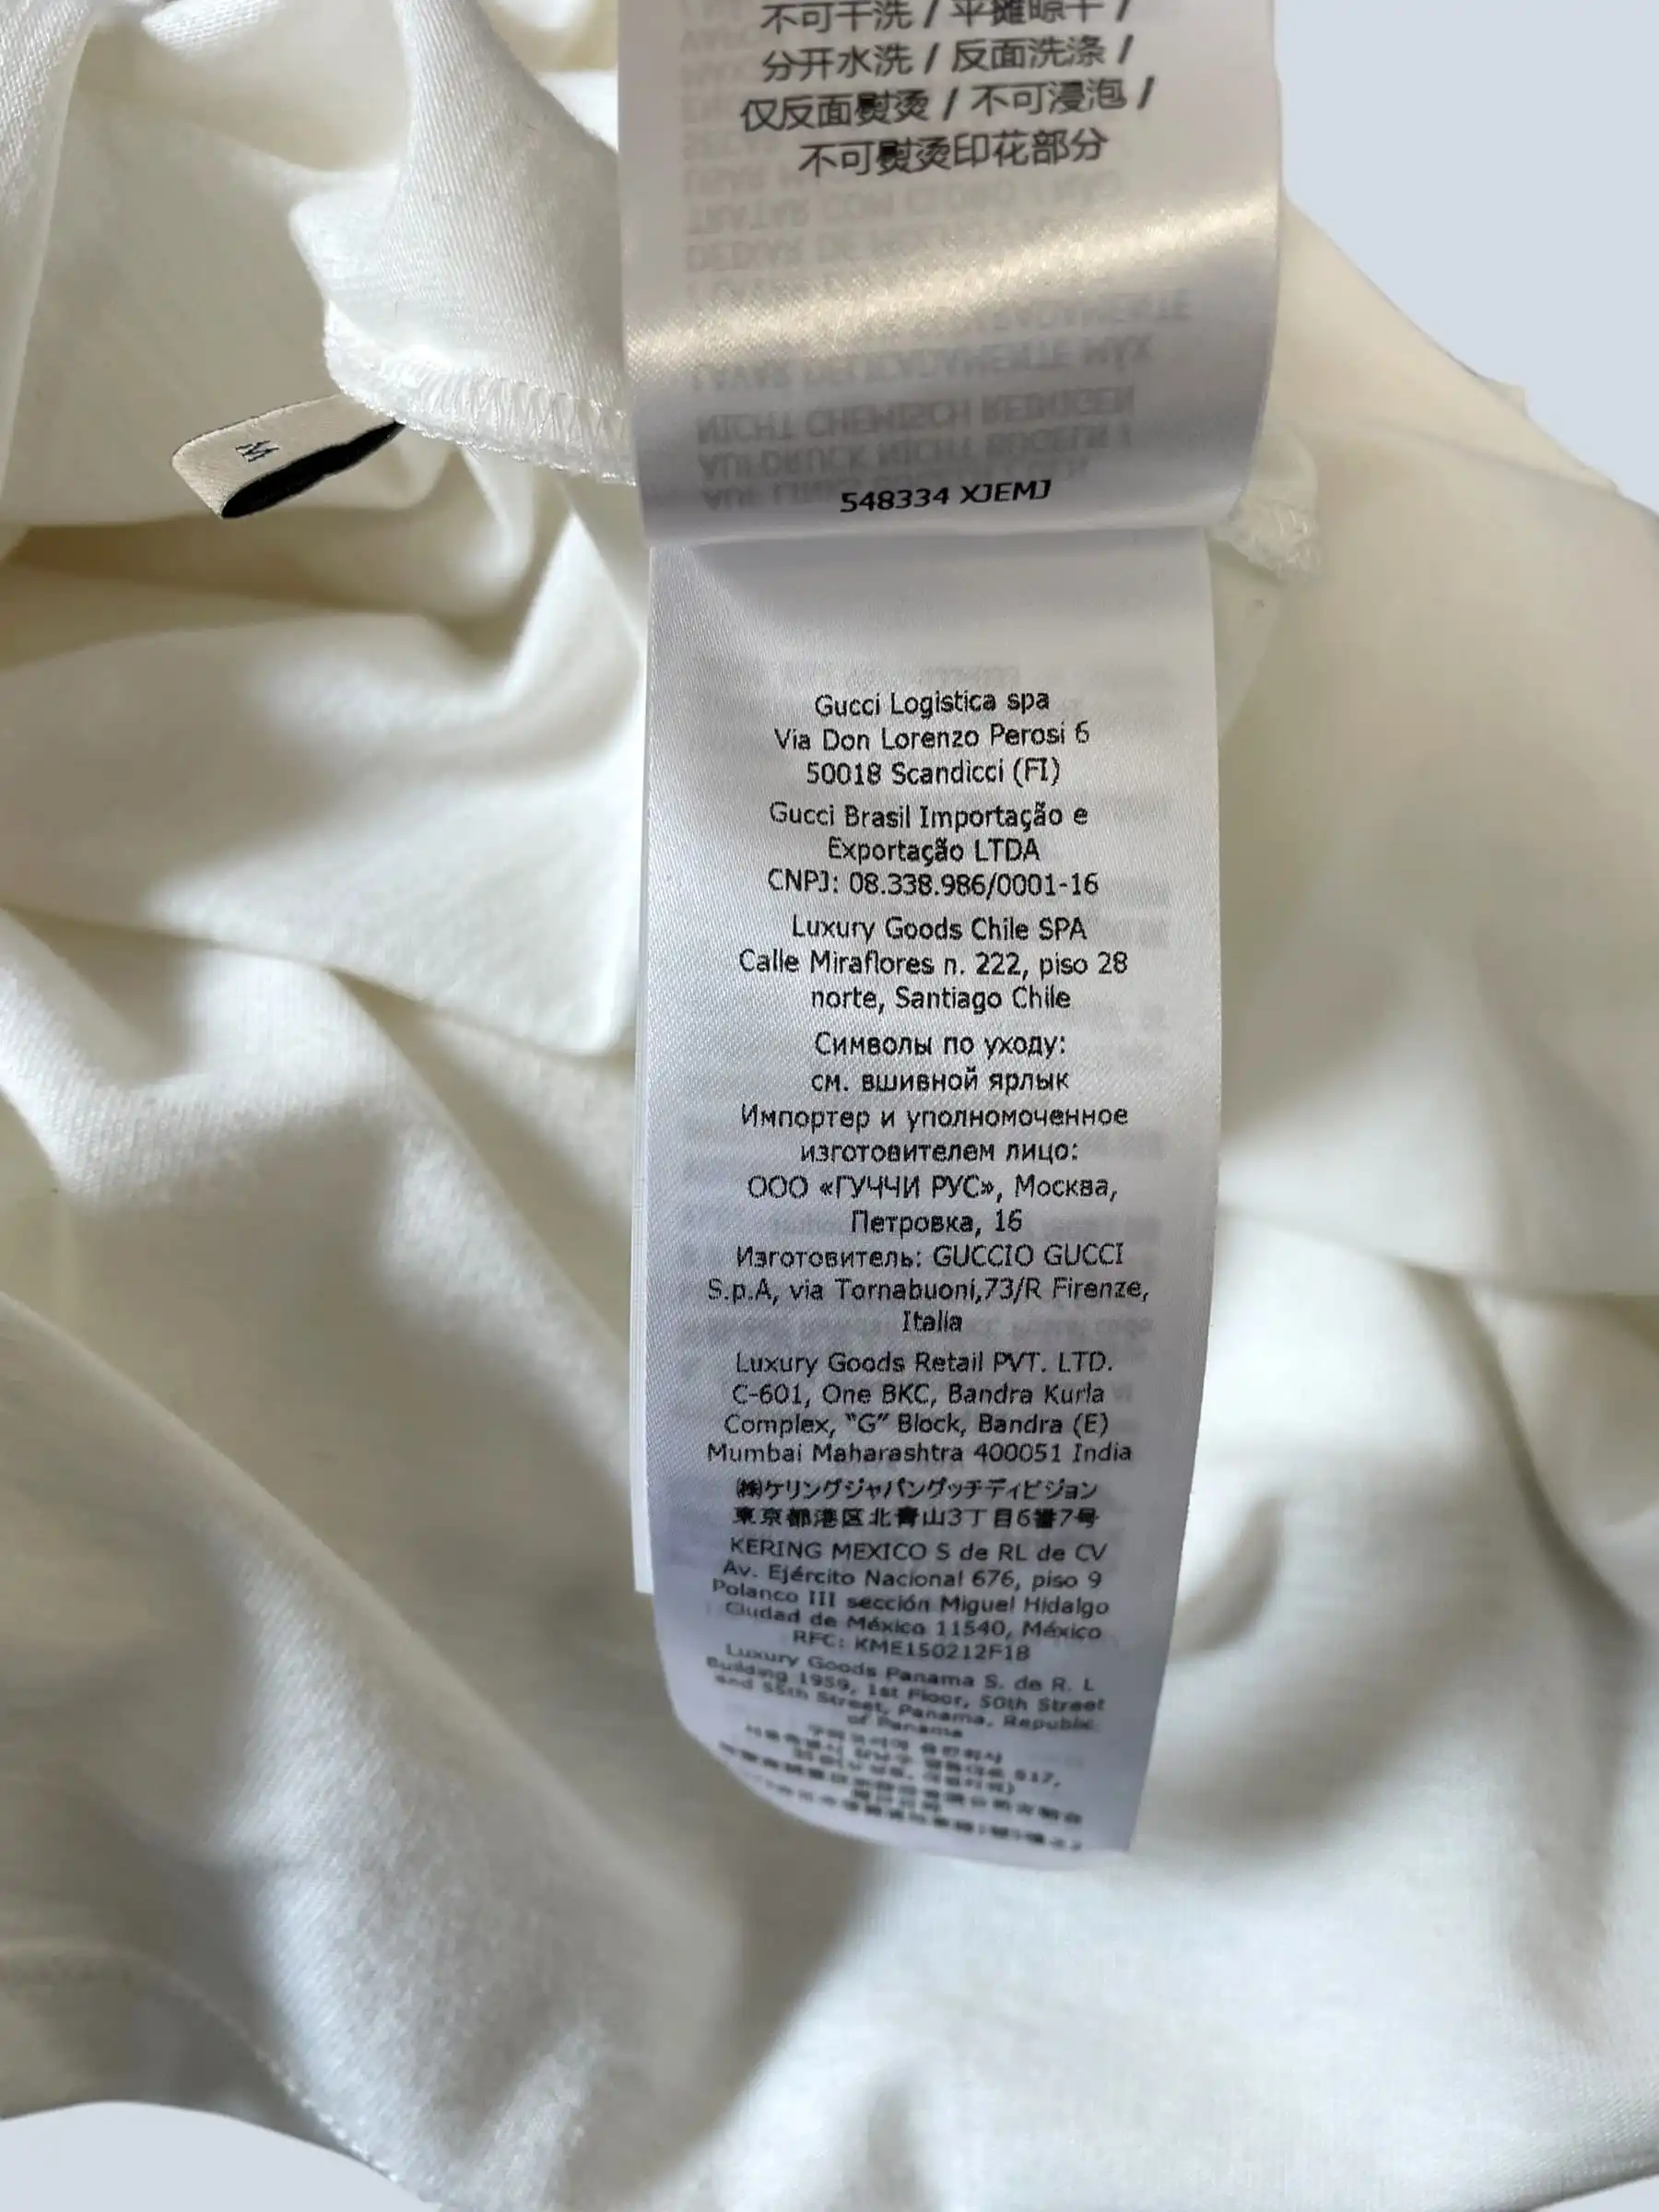 不可干洗 / 平摊晾干 /
分开水洗 / 反面洗涤 /
仅反面熨烫 / 不可浸泡 /
不可熨烫印花部分
M
548334 XJEMJ
Gucci Logistica spa
Via Don Lorenzo Perosi 6
50018 Scandicci (FI)
Gucci Brasil Importação e
Exportação LTDA
CNPJ: 08.338.986/0001-16
Luxury Goods Chile SPA
Calle Miraflores n. 222, piso 28
norte, Santiago Chile
Символы по уходу:
см. вшивной ярлык
Импортер и уполномоченное
изготовителем лицо:
ООО «ГУЧЧИ РУС», Москва,
Петровка, 16
Изготовитель: GUCCIO GUCCI
S.p.A, via Tornabuoni,73/R Firenze,
Italia
Luxury Goods Retail PVT. LTD.
C-601, One BKC, Bandra Kurla
Complex, "G" Block, Bandra (E)
Mumbai Maharashtra 400051 India
㈱ケリングジャパングッチディビジョン
東京都港区北青山3丁目6番7号
KERING MEXICO S de RL de CV
Av. Ejército Nacional 676, piso 9
Polanco III sección Miguel Hidalgo
Ciudad de México 11540, México
RFC: KME150212F18
Luxury Goods Panama S. de R. L
Building 1959, 1st Floor, 50th Street
and 55th Street, Panama, Republic
of Panama